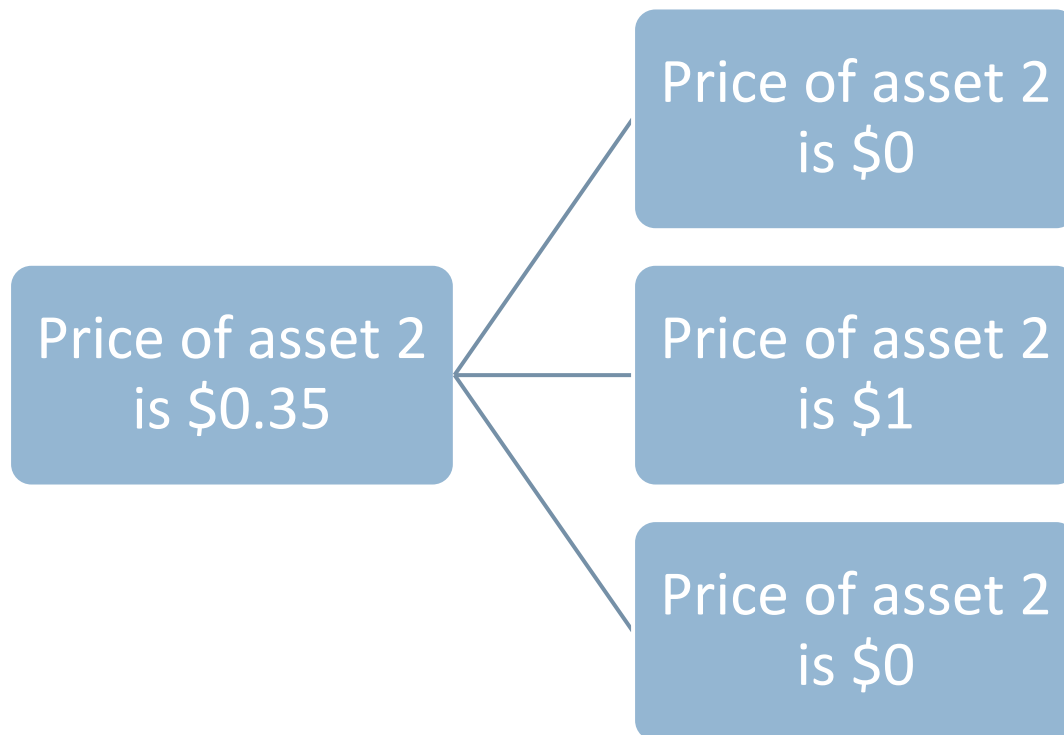 Price of asset 2
is $0
Price of asset 2
is $0.35
Price of asset 2
is $1
Price of asset 2
is $0